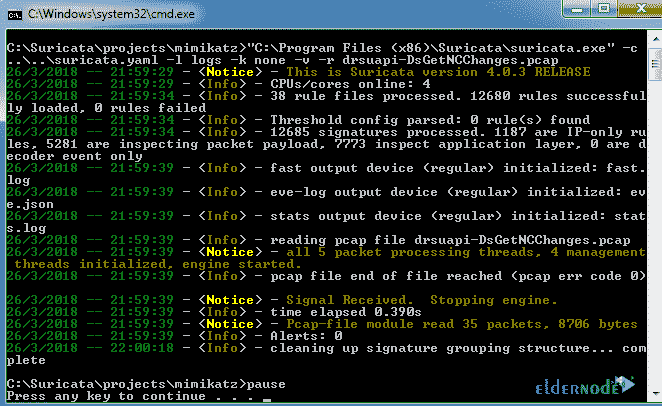 C:\Windows\system32\cmd.exe
C:\Suricata\projects\mimikatz>"C:\Program Files (x86)\Suricata\suricata.exe" -c
..\..\suricata.yaml -l logs -k none -v -r drsuapi-DsGetNCChanges.pcap
26/3/2018 -- 21:59:29 - <Notice> - This is Suricata version 4.0.3 RELEASE
26/3/2018 -- 21:59:29 - <Info> - CPUs/cores online: 4
26/3/2018 -- 21:59:34 - <Info> - 38 rule files processed. 12680 rules successful
ly loaded, 0 rules failed
26/3/2018 -- 21:59:34 - <Info> - Threshold config parsed: 0 rule(s) found
26/3/2018 -- 21:59:34 - <Info> - 12685 signatures processed. 1187 are IP-only ru
les, 5281 are inspecting packet payload, 7773 inspect application layer, 0 are d
ecoder event only
26/3/2018 -- 21:59:39 - <Info> - fast output device (regular) initialized: fast.
log
26/3/2018 -- 21:59:39 - <Info> - eve-log output device (regular) initialized: ev
e.json
26/3/2018 -- 21:59:39 - <Info> - stats output device (regular) initialized: stat
s.log
26/3/2018 -- 21:59:39 - <Info> - reading pcap file drsuapi-DsGetNCChanges.pcap
26/3/2018 -- 21:59:39 - <Notice> - all 5 packet processing threads, 4 management
threads initialized, engine started.
26/3/2018 -- 21:59:39 - <Info> - pcap file end of file reached (pcap err code 0)
26/3/2018 -- 21:59:39 - <Notice> - Signal Received.  Stopping engine.
26/3/2018 -- 21:59:39 - <Info> - time elapsed 0.390s
26/3/2018 -- 21:59:39 - <Notice> - Pcap-file module read 35 packets, 8706 bytes
26/3/2018 -- 21:59:39 - <Info> - Alerts: 0
26/3/2018 -- 22:00:18 - <Info> - cleaning up signature grouping structure... com
plete
C:\Suricata\projects\mimikatz>pause
Press any key to continue . . .
ELDERNODE